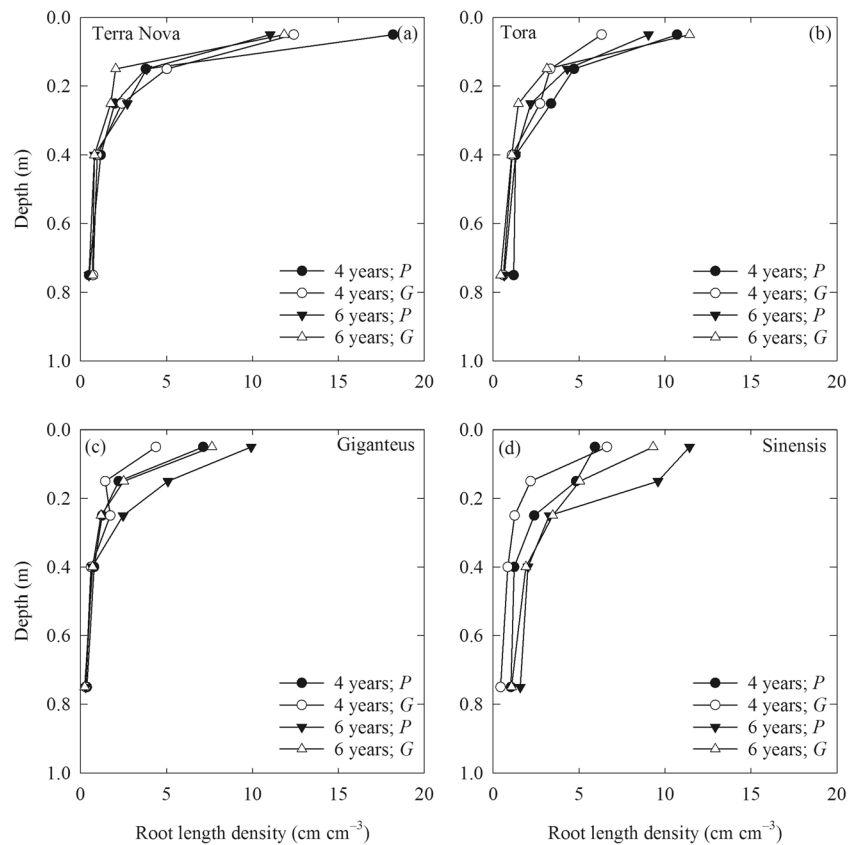 Terra Nova (a)
0.0
0.2
0.4
0.6
0.8
1.0
Depth (m)
4 years; P
4 years; G
6 years; P
6 years; G
0 5 10 15 20
Tora (b)
0.0
0.2
0.4
0.6
0.8
1.0
4 years; P
4 years; G
6 years; P
6 years; G
0 5 10 15 20
(c) Giganteus
0.0
0.2
0.4
0.6
0.8
1.0
Depth (m)
4 years; P
4 years; G
6 years; P
6 years; G
0 5 10 15 20
Root length density (cm cm⁻³)
(d) Sinensis
0.0
0.2
0.4
0.6
0.8
1.0
4 years; P
4 years; G
6 years; P
6 years; G
0 5 10 15 20
Root length density (cm cm⁻³)